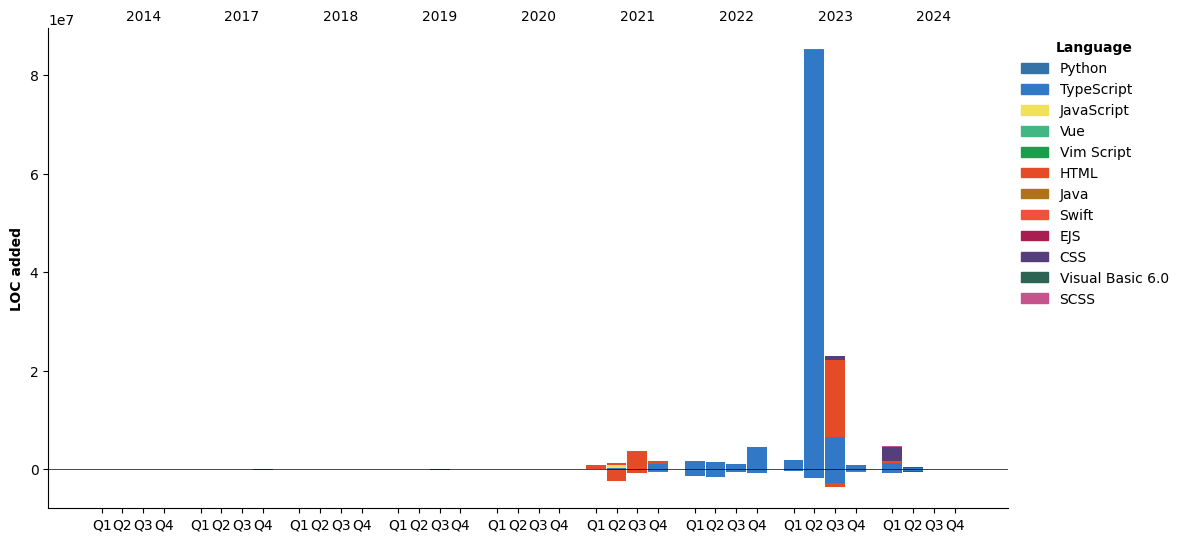 2014 2017 2018 2019 2020 2021 2022 2023 2024
1e7
8
6
4
2
0
LOC added
Q1 Q2 Q3 Q4 Q1 Q2 Q3 Q4 Q1 Q2 Q3 Q4 Q1 Q2 Q3 Q4 Q1 Q2 Q3 Q4 Q1 Q2 Q3 Q4 Q1 Q2 Q3 Q4 Q1 Q2 Q3 Q4 Q1 Q2 Q3 Q4
Language
Python
TypeScript
JavaScript
Vue
Vim Script
HTML
Java
Swift
EJS
CSS
Visual Basic 6.0
SCSS